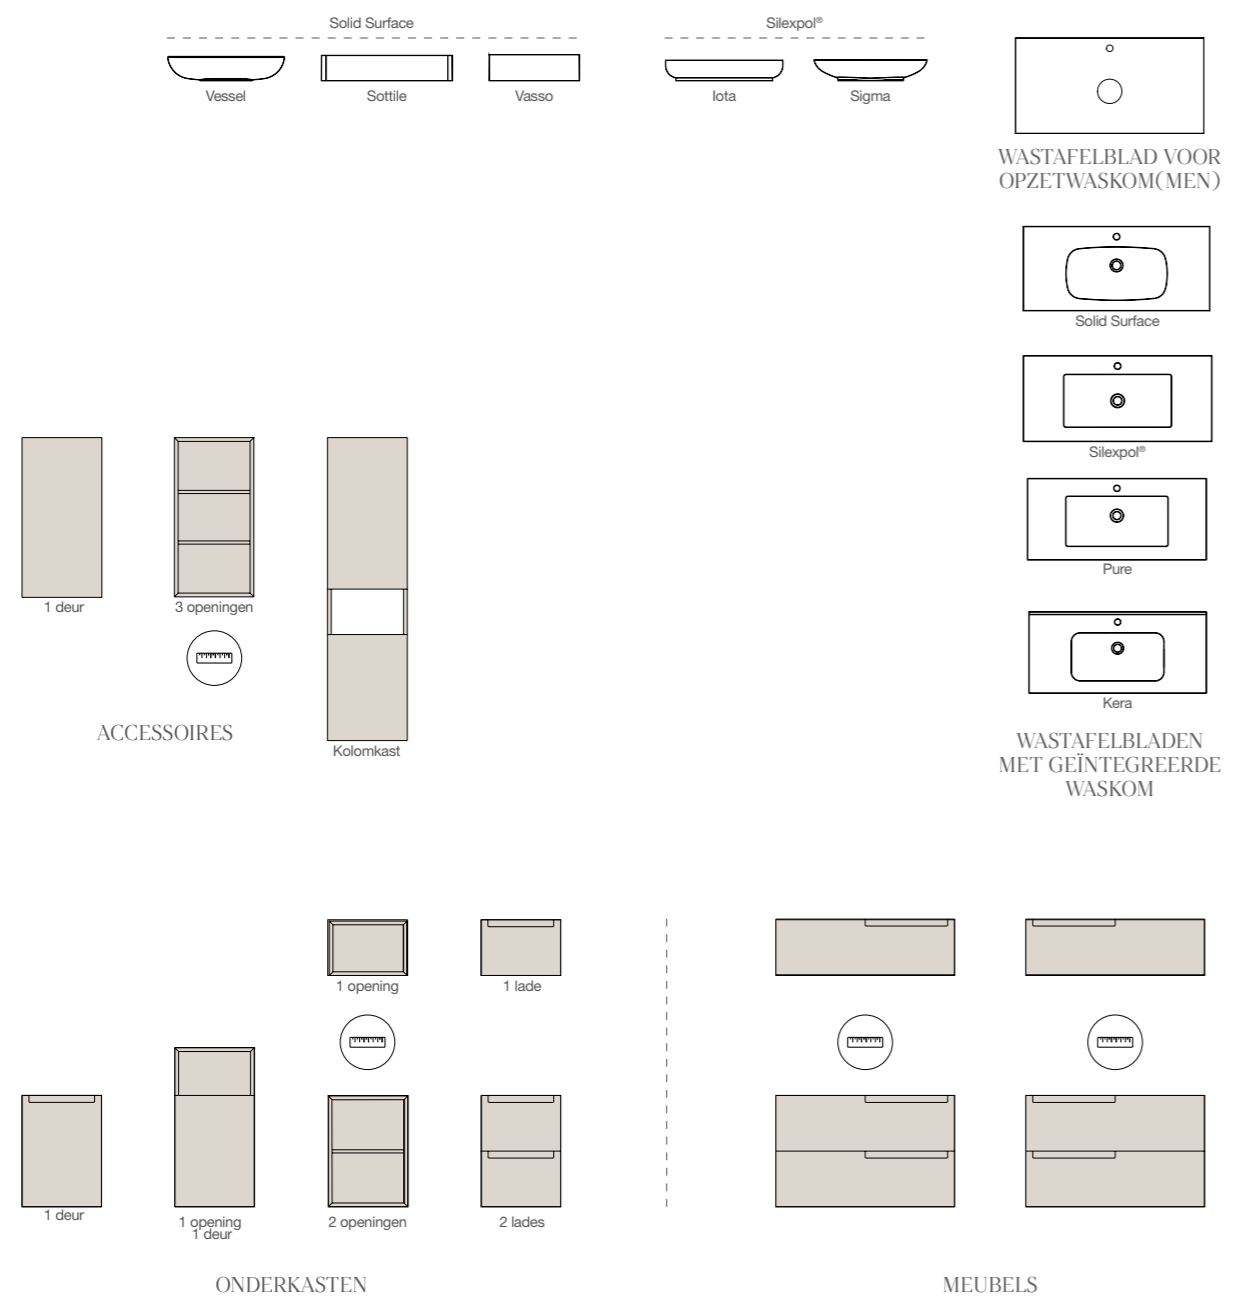 Solid Surface
Silexpol®
Vessel
Sottile
Vasso
Iota
Sigma
WASTAFELBLAD VOOR
OPZETWASKOM(MEN)
Solid Surface
Silexpol®
Pure
Kera
WASTAFELBLADEN
MET GEÏNTEGREERDE
WASKOM
1 deur
3 openingen
Kolomkast
ACCESSOIRES
1 opening
1 lade
1 deur
1 opening
1 deur
2 openingen
2 lades
ONDERKASTEN
MEUBELS